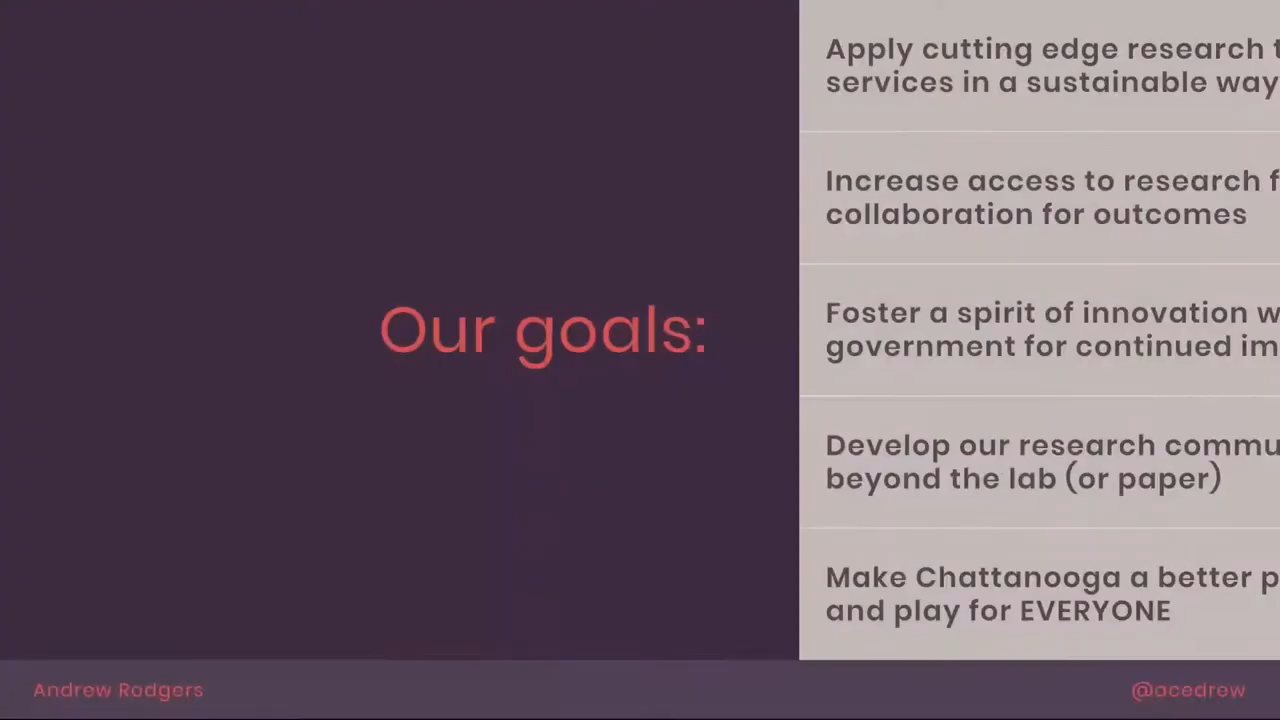 Our goals:
Apply cutting edge research
services in a sustainable way
Increase access to research
collaboration for outcomes
Foster a spirit of innovation
government for continued
Develop our research
beyond the lab (or paper)
Make Chattanooga a better
and play for EVERYONE
Andrew Rodgers
@acedrew